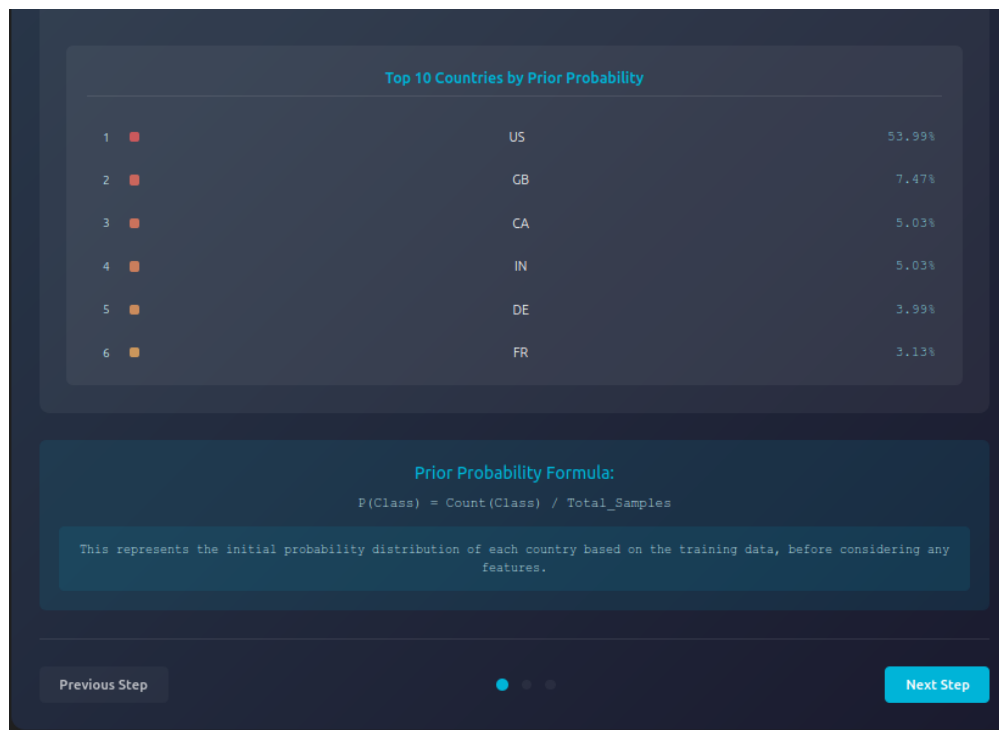 Top 10 Countries by Prior Probability
1 US 53.99%
2 GB 7.47%
3 CA 5.03%
4 IN 5.03%
5 DE 3.99%
6 FR 3.13%
Prior Probability Formula:
P(Class) = Count(Class) / Total_Samples
This represents the initial probability distribution of each country based on the training data, before considering any
features.
Previous Step Next Step